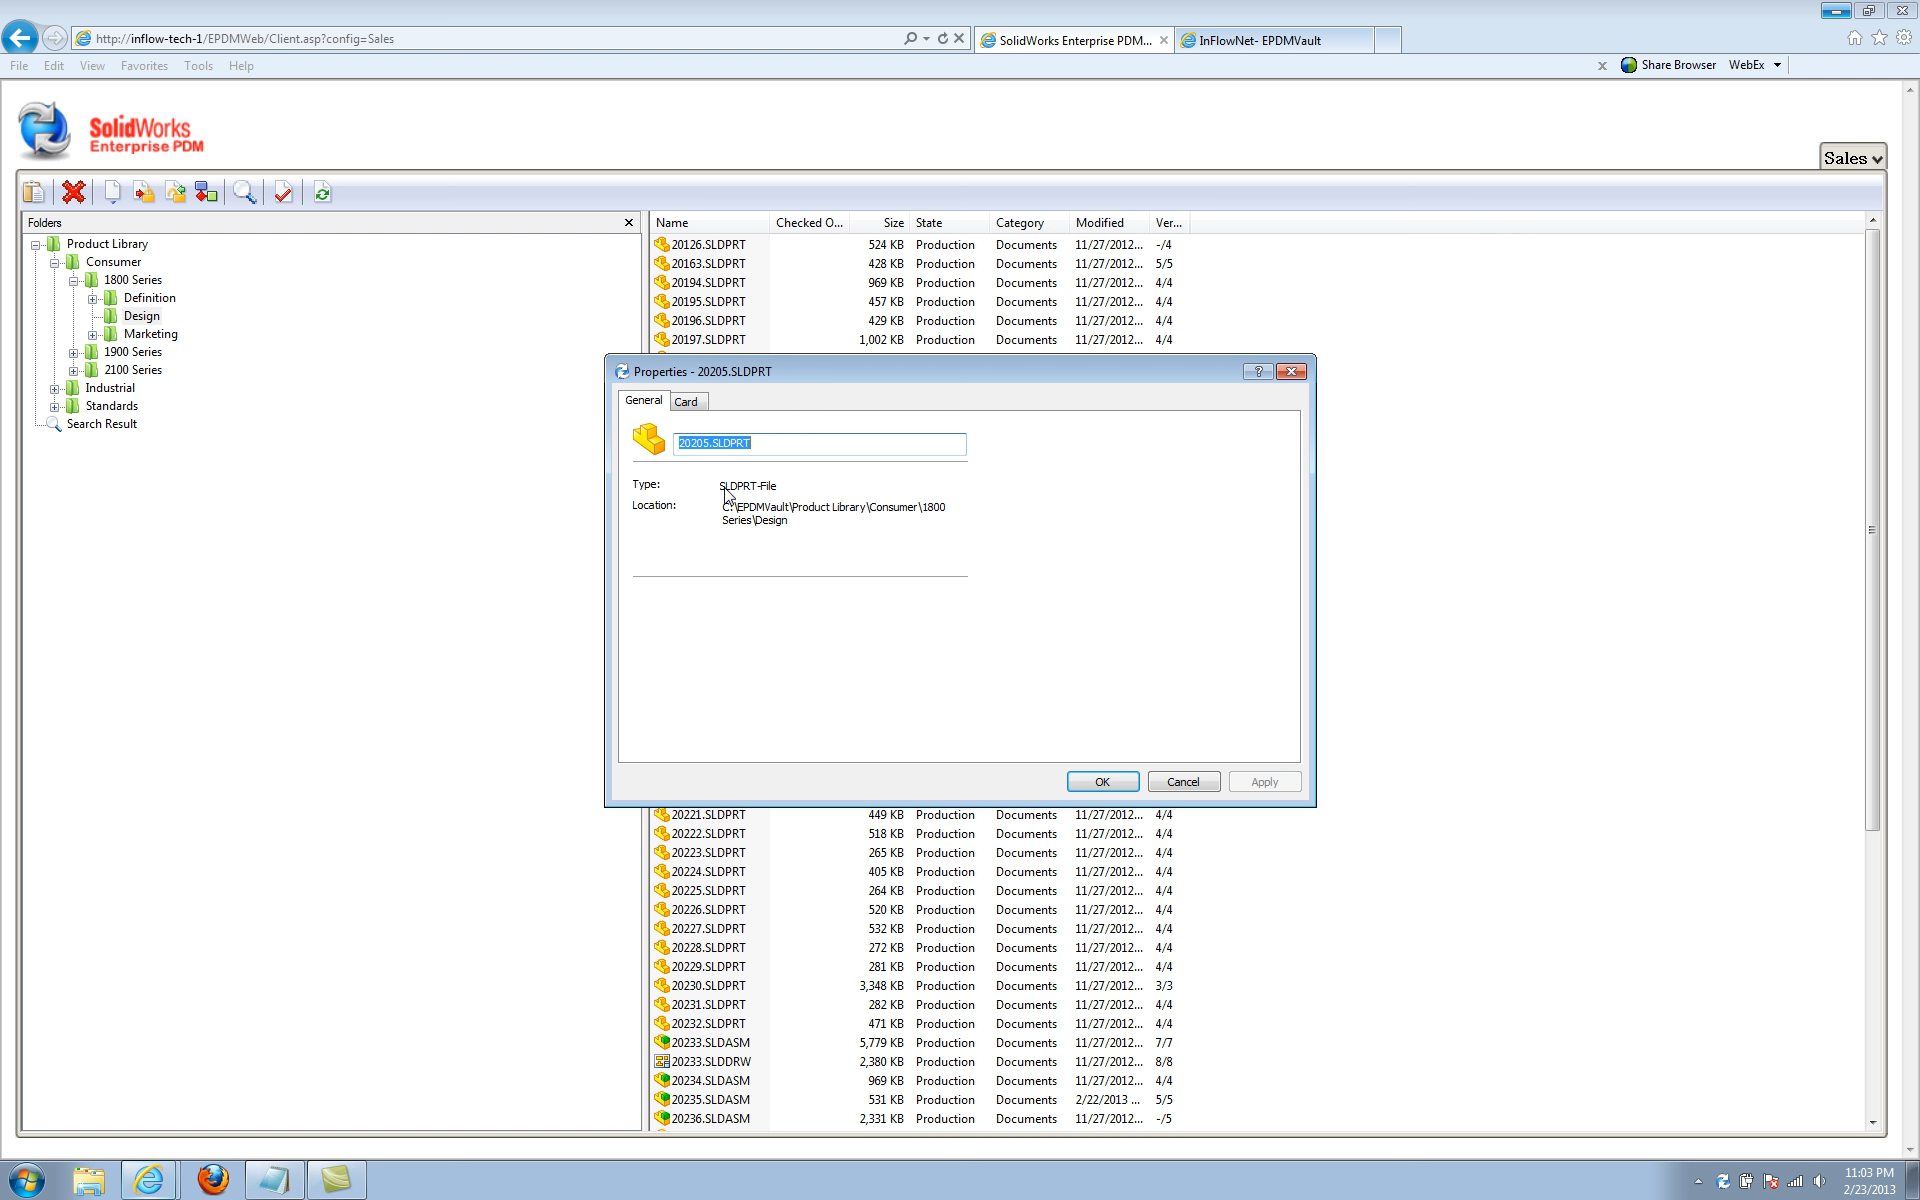 http://inflow-tech-1/EPDMWeb/Client.asp?config=Sales
SolidWorks Enterprise PDM...
InFlowNet- EPDMVault
File Edit View Favorites Tools Help
x Share Browser WebEx
SolidWorks
Enterprise PDM
Sales
Folders
Product Library
Consumer
1800 Series
Definition
Design
Marketing
1900 Series
2100 Series
Industrial
Standards
Search Result
Name Checked O... Size State Category Modified Ver...
20126.SLDPRT 524 KB Production Documents 11/27/2012... -/4
20163.SLDPRT 428 KB Production Documents 11/27/2012... 5/5
20194.SLDPRT 969 KB Production Documents 11/27/2012... 4/4
20195.SLDPRT 457 KB Production Documents 11/27/2012... 4/4
20196.SLDPRT 429 KB Production Documents 11/27/2012... 4/4
20197.SLDPRT 1,002 KB Production Documents 11/27/2012... 4/4
Properties - 20205.SLDPRT
General Card
20205.SLDPRT
Type: SLDPRT-File
Location: C:\EPDMVault\Product Library\Consumer\1800
Series\Design
OK Cancel Apply
20221.SLDPRT 449 KB Production Documents 11/27/2012... 4/4
20222.SLDPRT 518 KB Production Documents 11/27/2012... 4/4
20223.SLDPRT 265 KB Production Documents 11/27/2012... 4/4
20224.SLDPRT 405 KB Production Documents 11/27/2012... 4/4
20225.SLDPRT 264 KB Production Documents 11/27/2012... 4/4
20226.SLDPRT 520 KB Production Documents 11/27/2012... 4/4
20227.SLDPRT 532 KB Production Documents 11/27/2012... 4/4
20228.SLDPRT 272 KB Production Documents 11/27/2012... 4/4
20229.SLDPRT 281 KB Production Documents 11/27/2012... 4/4
20230.SLDPRT 3,348 KB Production Documents 11/27/2012... 3/3
20231.SLDPRT 282 KB Production Documents 11/27/2012... 4/4
20232.SLDPRT 471 KB Production Documents 11/27/2012... 4/4
20233.SLDASM 5,779 KB Production Documents 11/27/2012... 7/7
20233.SLDDRW 2,380 KB Production Documents 11/27/2012... 8/8
20234.SLDASM 969 KB Production Documents 11/27/2012... 4/4
20235.SLDASM 531 KB Production Documents 2/22/2013 ... 5/5
20236.SLDASM 2,331 KB Production Documents 11/27/2012... -/5
11:03 PM
2/23/2013